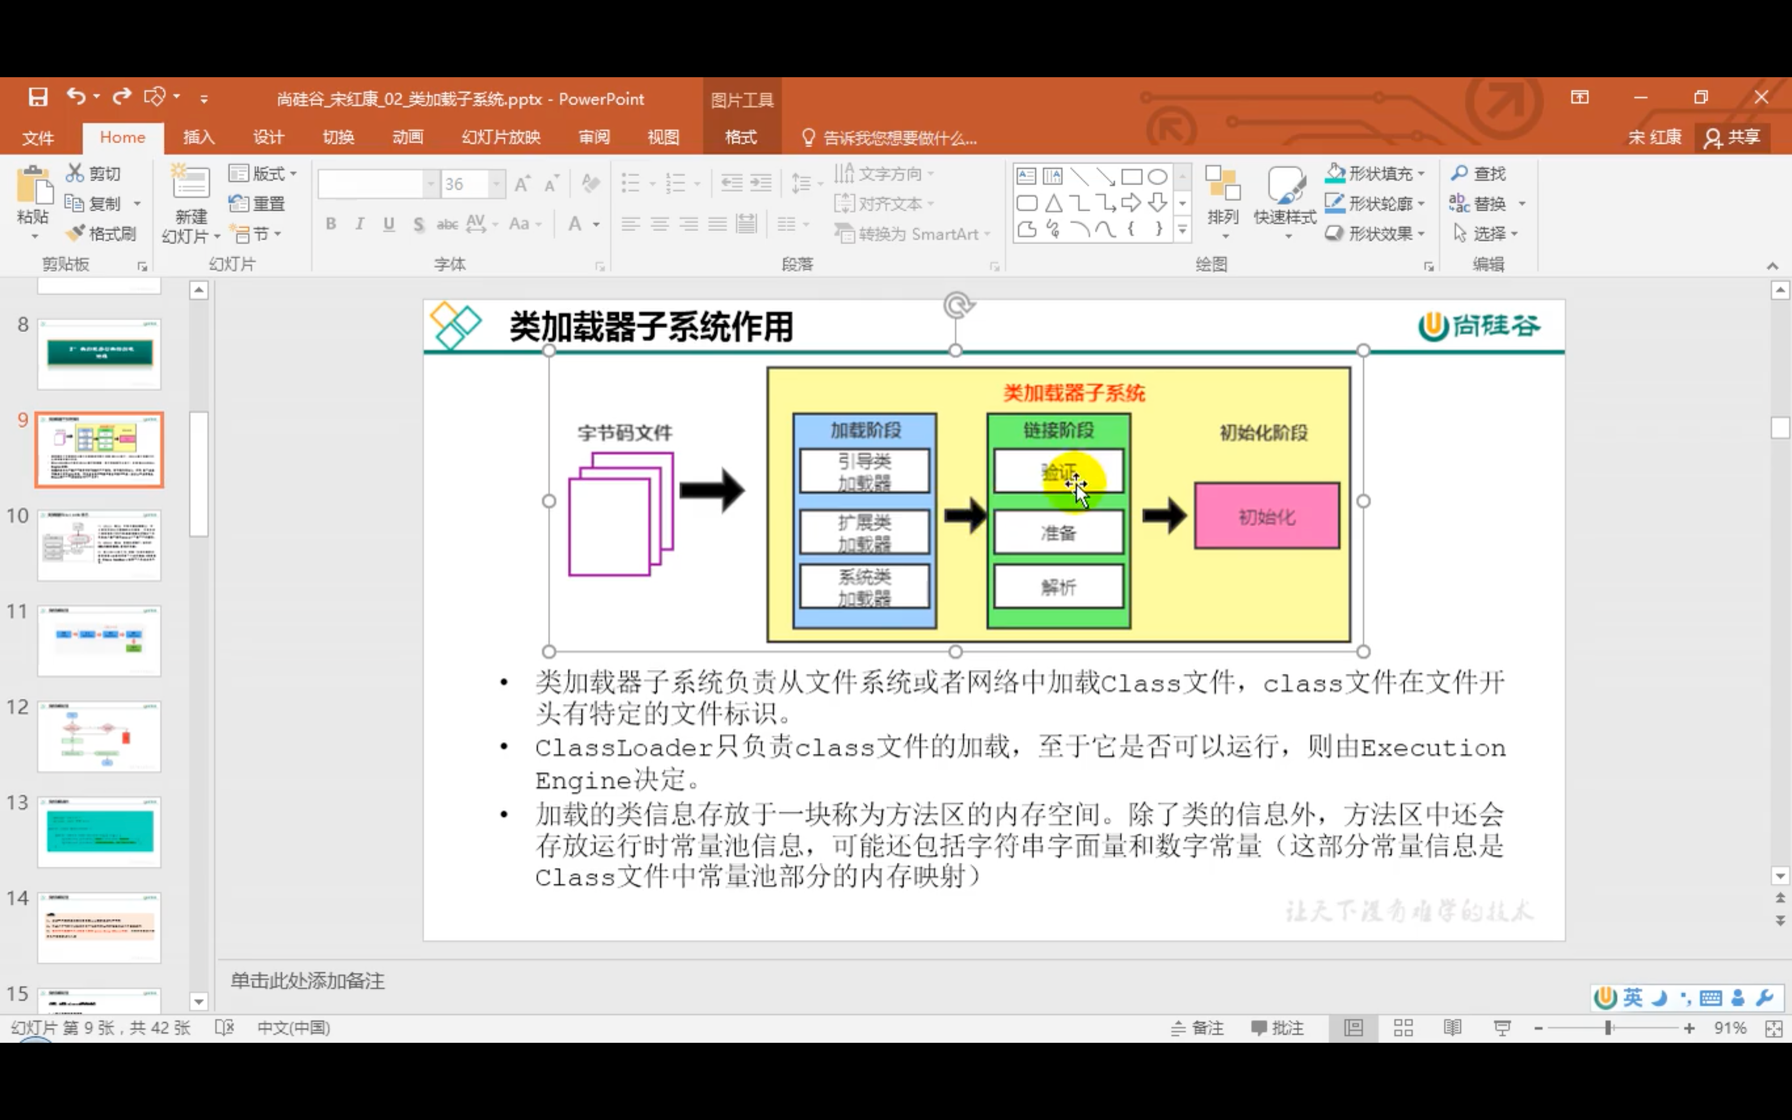 尚硅谷_宋红康_02_类加载子系统.pptx - PowerPoint
图片工具
文件
Home
插入
设计
切换
动画
幻灯片放映
审阅
视图
格式
告诉我您想要做什么...
宋 红康
共享
粘贴
剪切
复制
格式刷
剪贴板
新建
幻灯片
版式
重置
节
幻灯片
36
B I U S abc AV Aa A
字体
文字方向
对齐文本
转换为 SmartArt
段落
排列
快速样式
形状填充
形状轮廓
形状效果
绘图
查找
替换
选择
编辑
8
9
10
11
12
13
14
15
类加载器子系统作用
尚硅谷
字节码文件
类加载器子系统
加载阶段
引导类
加载器
扩展类
加载器
系统类
加载器
链接阶段
验证
准备
解析
初始化阶段
初始化
• 类加载器子系统负责从文件系统或者网络中加载Class文件，class文件在文件开
头有特定的文件标识。
• ClassLoader只负责class文件的加载，至于它是否可以运行，则由Execution
Engine决定。
• 加载的类信息存放于一块称为方法区的内存空间。除了类的信息外，方法区中还会
存放运行时常量池信息，可能还包括字符串字面量和数字常量（这部分常量信息是
Class文件中常量池部分的内存映射）
让天下没有难学的技术
单击此处添加备注
英
幻灯片 第 9 张，共 42 张
中文(中国)
备注
批注
91%